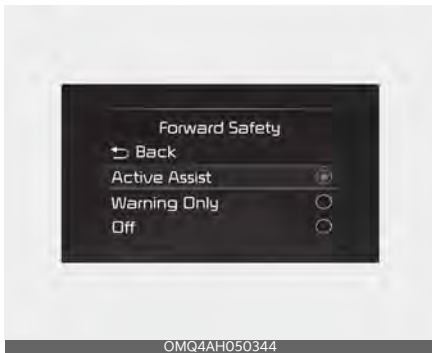 Forward Safety
Back
Active Assist
Warning Only
Off
OMQ4AH050344